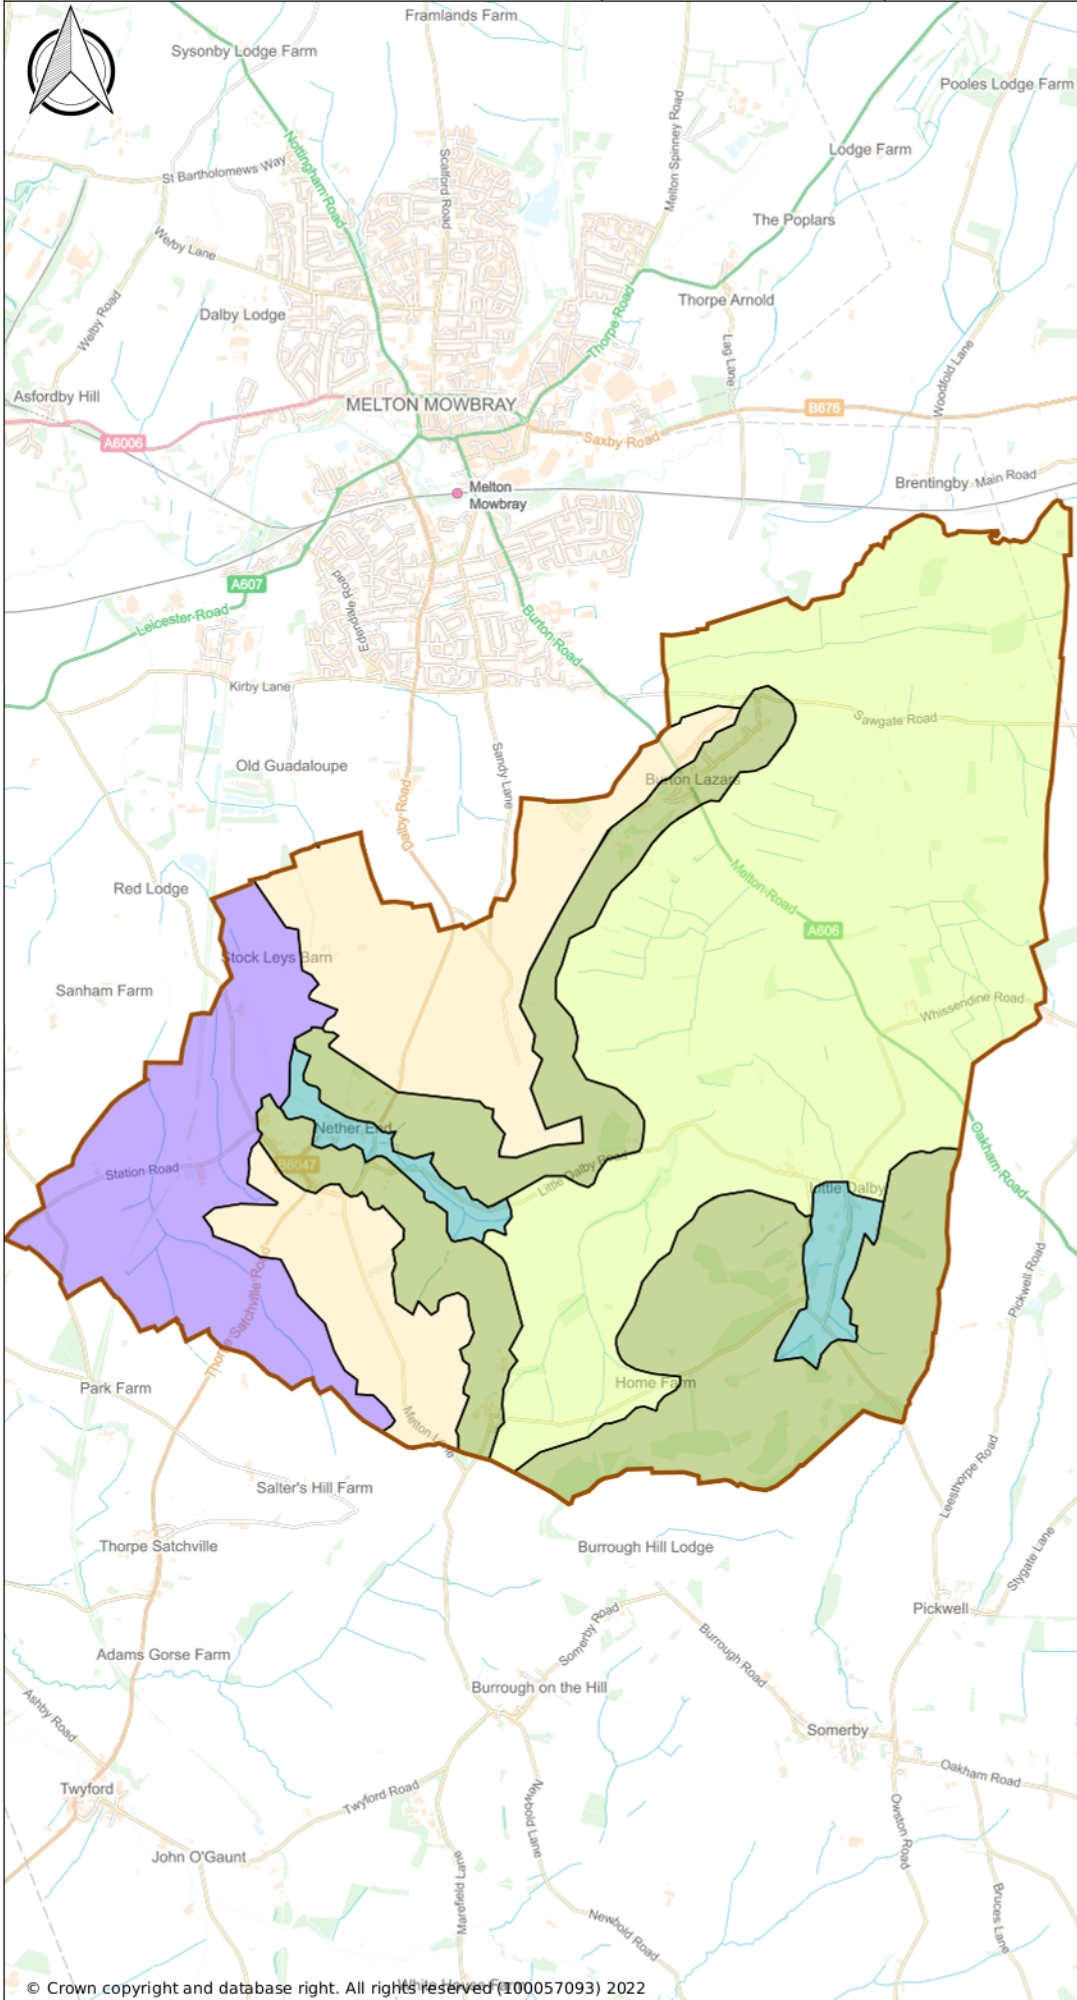 Framlands Farm
Sysonby Lodge Farm
Pooles Lodge Farm
Nottingham Road
Scalford Road
Melton Spinney Road
Lodge Farm
St Bartholomews Way
The Poplars
Welby Lane
Thorpe Arnold
Welby Road
Dalby Lodge
Thorpe Road
Lag Lane
Woodfold Lane
Asfordby Hill
MELTON MOWBRAY
B676
A6006
Saxby Road
Brentingby
Main Road
Melton
Mowbray
A607
Edendale Road
Leicester Road
Burton Road
Kirby Lane
Sawgate Road
Old Guadaloupe
Sandy Lane
Burton Lazars
Dalby Road
Red Lodge
Melton Road
A606
Stock Leys Barn
Sanham Farm
Whissendine Road
Nether End
Oakham Road
Station Road
B6047
Little Dalby Road
Little Dalby
Pickwell Road
Thorpe Satchville Road
Park Farm
Home Farm
Melton Lane
Leesthorpe Road
Salter's Hill Farm
Thorpe Satchville
Burrough Hill Lodge
Stygate Lane
Pickwell
Somerby Road
Burrough Road
Adams Gorse Farm
Burrough on the Hill
Ashby Road
Somerby
Twyford
Oakham Road
Twyford Road
Newbold Lane
Owston Road
John O'Gaunt
Marefield Lane
Bruces Lane
Newbold Road
White House Farm
© Crown copyright and database right. All rights reserved (100057093) 2022